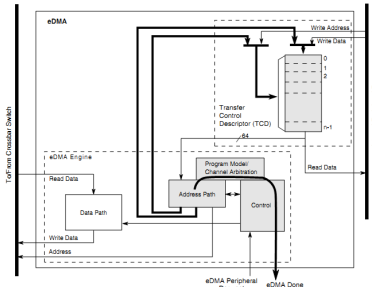 eDMA
Write Address
Write Data
0
1
2
Transfer
Control
Descriptor (TCD)
n-1
64
To/From Crossbar Switch
eDMA Engine
Program Model/
Channel Arbitration
Read Data
Read Data
Address Path
Control
Data Path
Write Data
Address
eDMA Peripheral
eDMA Done